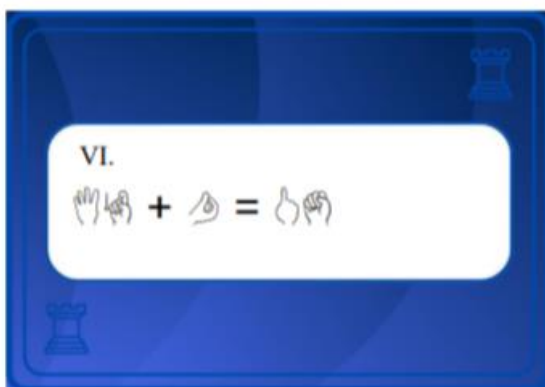 VI.
+ =